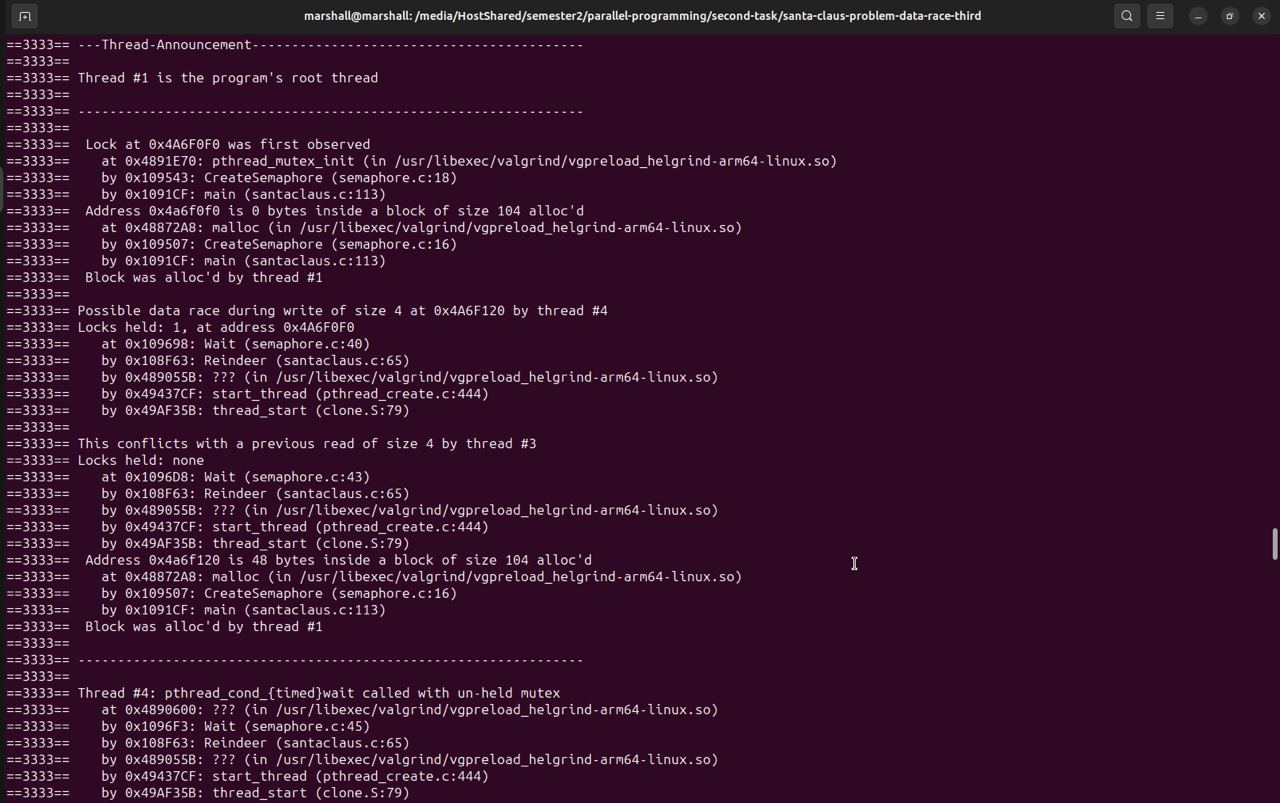 marshall@marshall: /media/HostShared/semester2/parallel-programming/second-task/santa-claus-problem-data-race-third
==3333== ---Thread-Announcement------------------------------------------
==3333==
==3333== Thread #1 is the program's root thread
==3333==
==3333== ----------------------------------------------------------------
==3333==
==3333==  Lock at 0x4A6F0F0 was first observed
==3333==    at 0x4891E70: pthread_mutex_init (in /usr/libexec/valgrind/vgpreload_helgrind-arm64-linux.so)
==3333==    by 0x109543: CreateSemaphore (semaphore.c:18)
==3333==    by 0x1091CF: main (santaclaus.c:113)
==3333==  Address 0x4a6f0f0 is 0 bytes inside a block of size 104 alloc'd
==3333==    at 0x48872A8: malloc (in /usr/libexec/valgrind/vgpreload_helgrind-arm64-linux.so)
==3333==    by 0x109507: CreateSemaphore (semaphore.c:16)
==3333==    by 0x1091CF: main (santaclaus.c:113)
==3333==  Block was alloc'd by thread #1
==3333==
==3333== Possible data race during write of size 4 at 0x4A6F120 by thread #4
==3333== Locks held: 1, at address 0x4A6F0F0
==3333==    at 0x109698: Wait (semaphore.c:40)
==3333==    by 0x108F63: Reindeer (santaclaus.c:65)
==3333==    by 0x489055B: ??? (in /usr/libexec/valgrind/vgpreload_helgrind-arm64-linux.so)
==3333==    by 0x49437CF: start_thread (pthread_create.c:444)
==3333==    by 0x49AF35B: thread_start (clone.S:79)
==3333==
==3333== This conflicts with a previous read of size 4 by thread #3
==3333== Locks held: none
==3333==    at 0x1096D8: Wait (semaphore.c:43)
==3333==    by 0x108F63: Reindeer (santaclaus.c:65)
==3333==    by 0x489055B: ??? (in /usr/libexec/valgrind/vgpreload_helgrind-arm64-linux.so)
==3333==    by 0x49437CF: start_thread (pthread_create.c:444)
==3333==    by 0x49AF35B: thread_start (clone.S:79)
==3333==  Address 0x4a6f120 is 48 bytes inside a block of size 104 alloc'd
==3333==    at 0x48872A8: malloc (in /usr/libexec/valgrind/vgpreload_helgrind-arm64-linux.so)
==3333==    by 0x109507: CreateSemaphore (semaphore.c:16)
==3333==    by 0x1091CF: main (santaclaus.c:113)
==3333==  Block was alloc'd by thread #1
==3333==
==3333== ----------------------------------------------------------------
==3333==
==3333== Thread #4: pthread_cond_{timed}wait called with un-held mutex
==3333==    at 0x4890600: ??? (in /usr/libexec/valgrind/vgpreload_helgrind-arm64-linux.so)
==3333==    by 0x1096F3: Wait (semaphore.c:45)
==3333==    by 0x108F63: Reindeer (santaclaus.c:65)
==3333==    by 0x489055B: ??? (in /usr/libexec/valgrind/vgpreload_helgrind-arm64-linux.so)
==3333==    by 0x49437CF: start_thread (pthread_create.c:444)
==3333==    by 0x49AF35B: thread_start (clone.S:79)